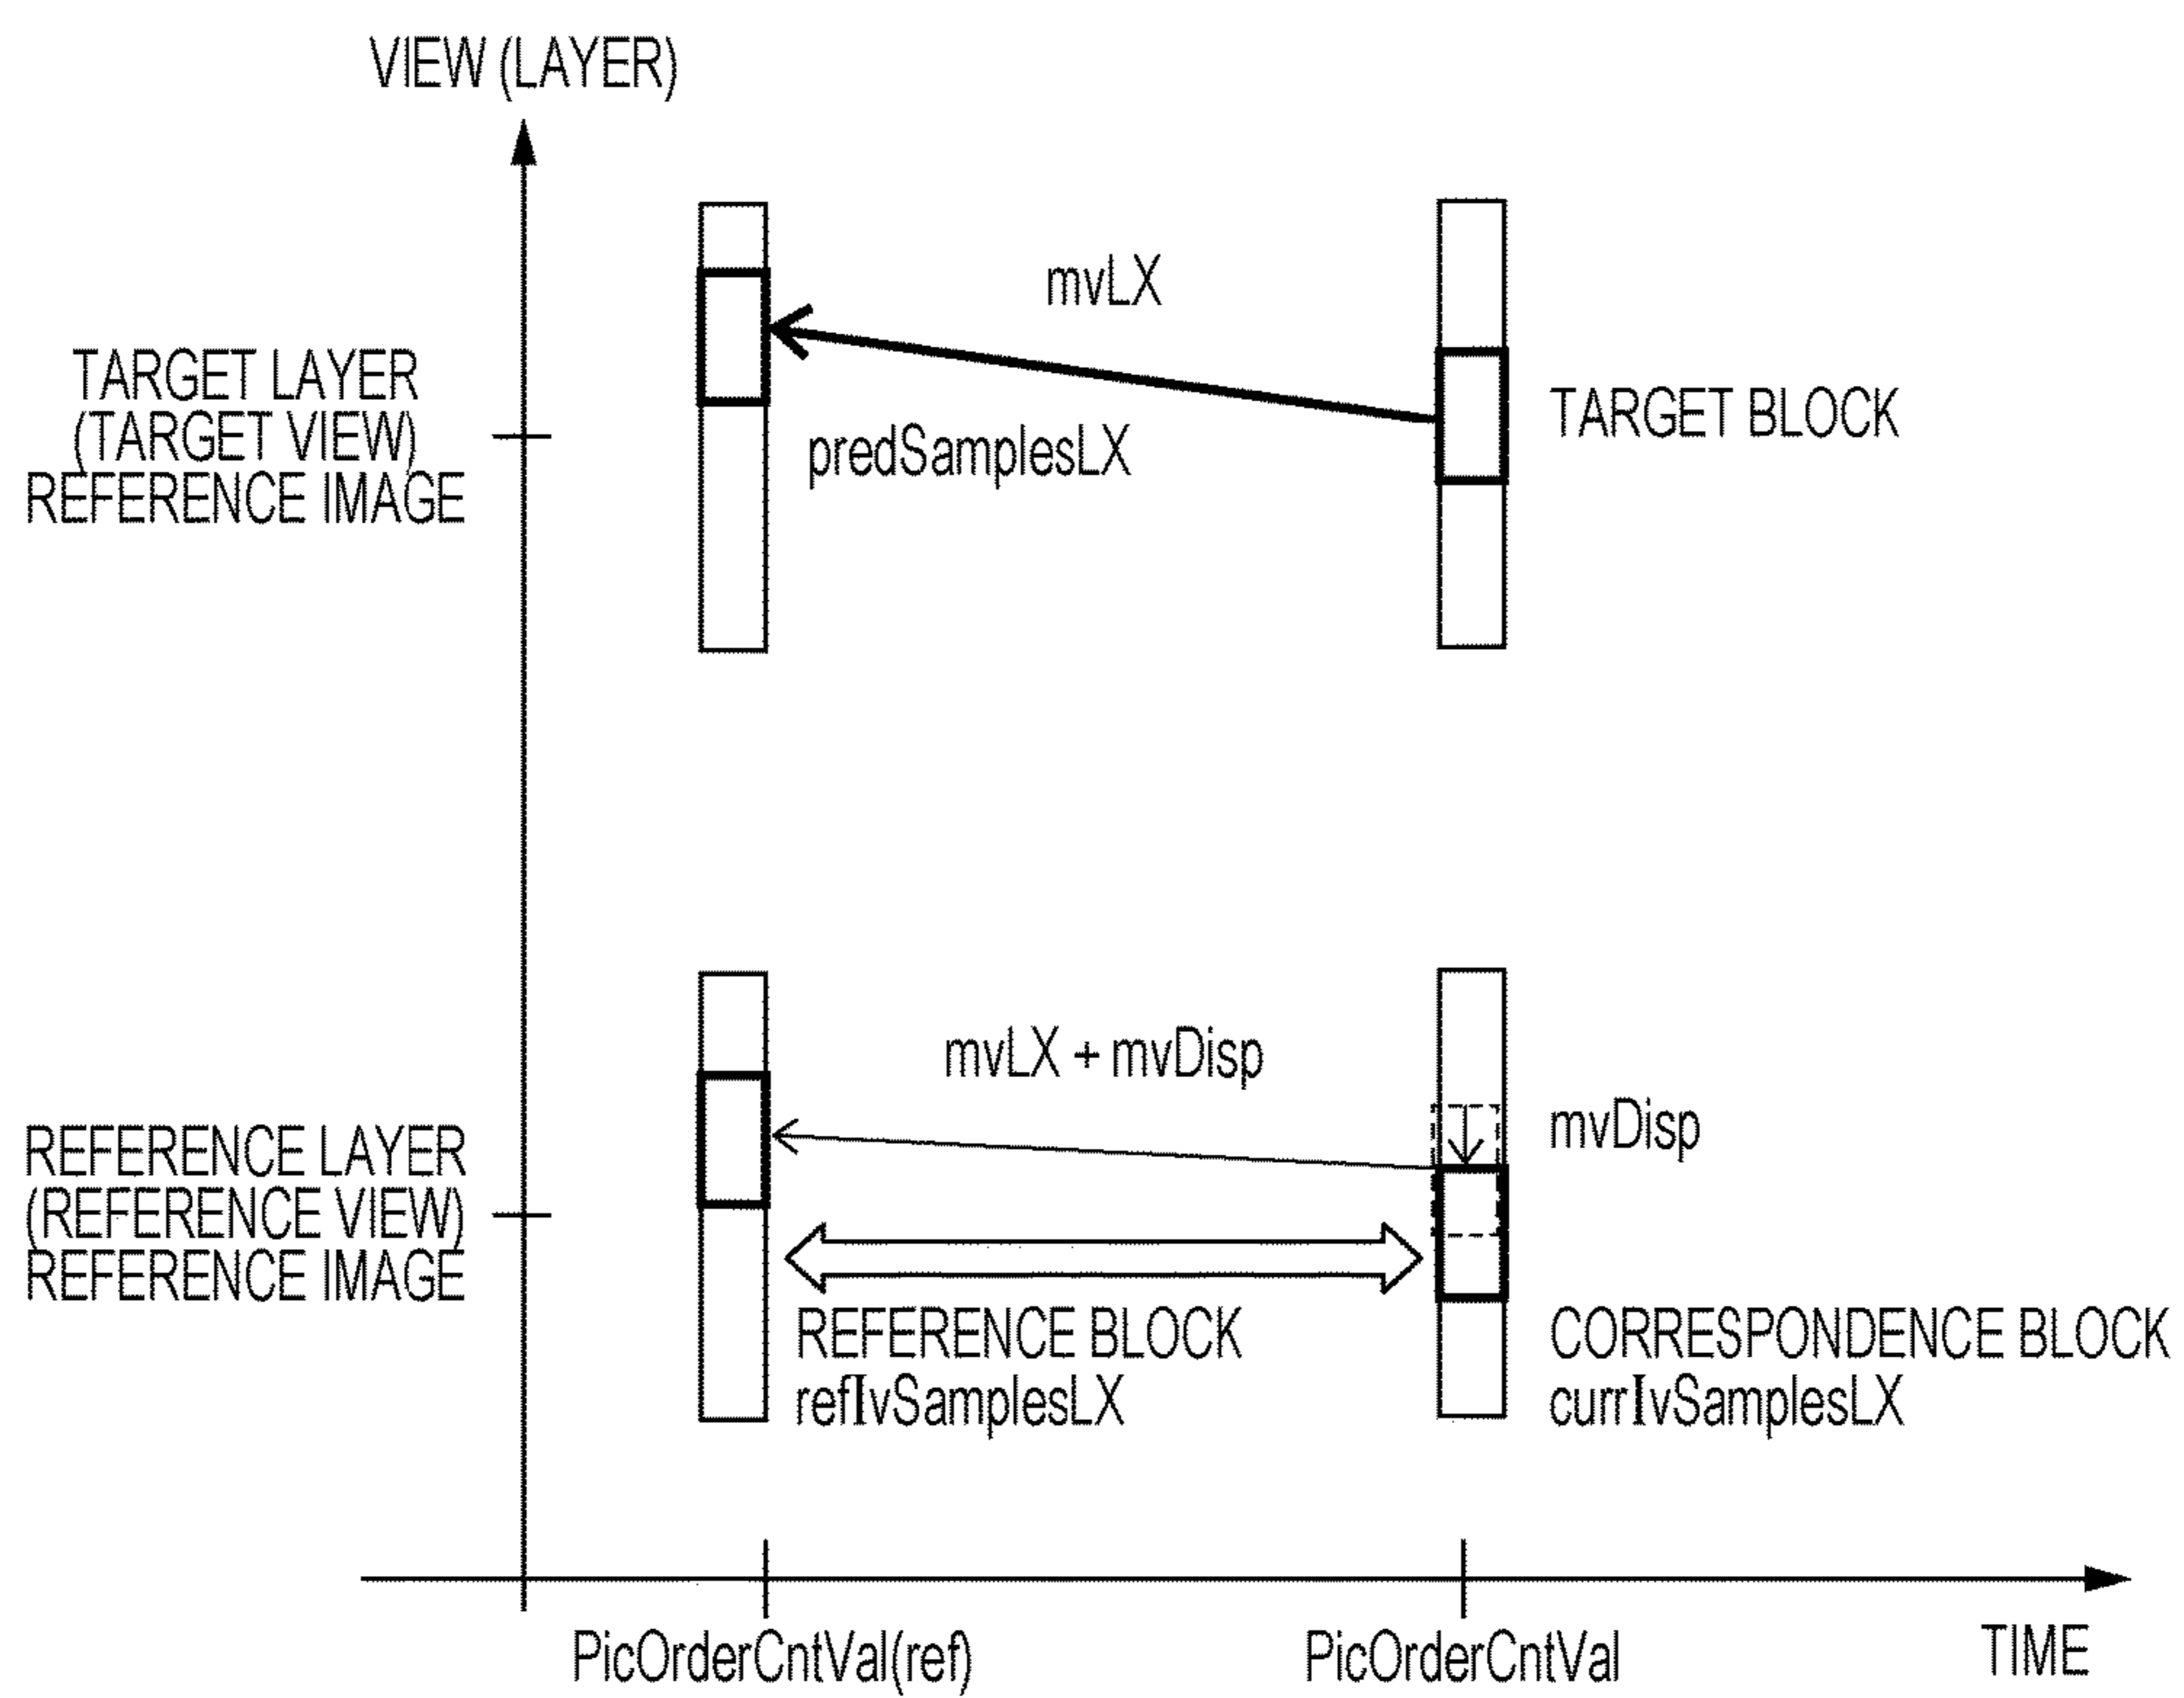 VIEW (LAYER)
mvLX
TARGET LAYER
(TARGET VIEW)
REFERENCE IMAGE
predSamplesLX
TARGET BLOCK
mvLX + mvDisp
mvDisp
REFERENCE LAYER
(REFERENCE VIEW)
REFERENCE IMAGE
REFERENCE BLOCK
refIvSamplesLX
CORRESPONDENCE BLOCK
currIvSamplesLX
PicOrderCntVal(ref)
PicOrderCntVal
TIME